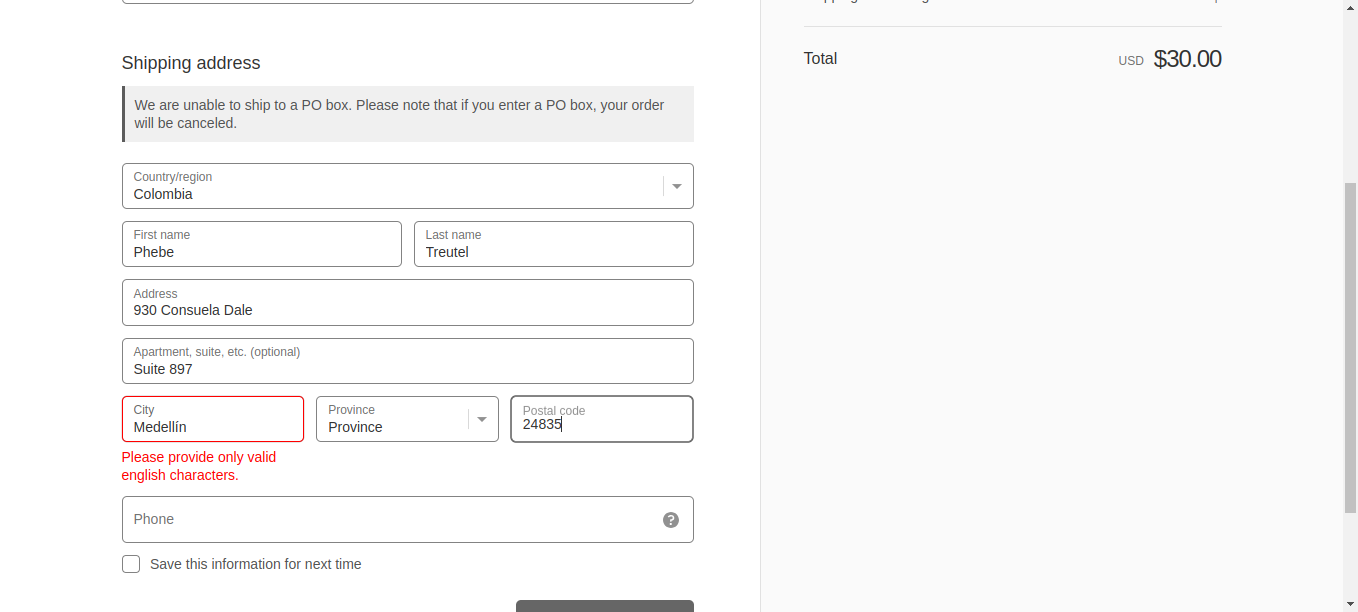 Shipping address
We are unable to ship to a PO box. Please note that if you enter a PO box, your order
will be canceled.
Country/region
Colombia
First name
Phebe
Last name
Treutel
Address
930 Consuela Dale
Apartment, suite, etc. (optional)
Suite 897
City
Medellín
Province
Province
Postal code
24835
Please provide only valid
english characters.
Phone
?
Save this information for next time
Total
USD $30.00